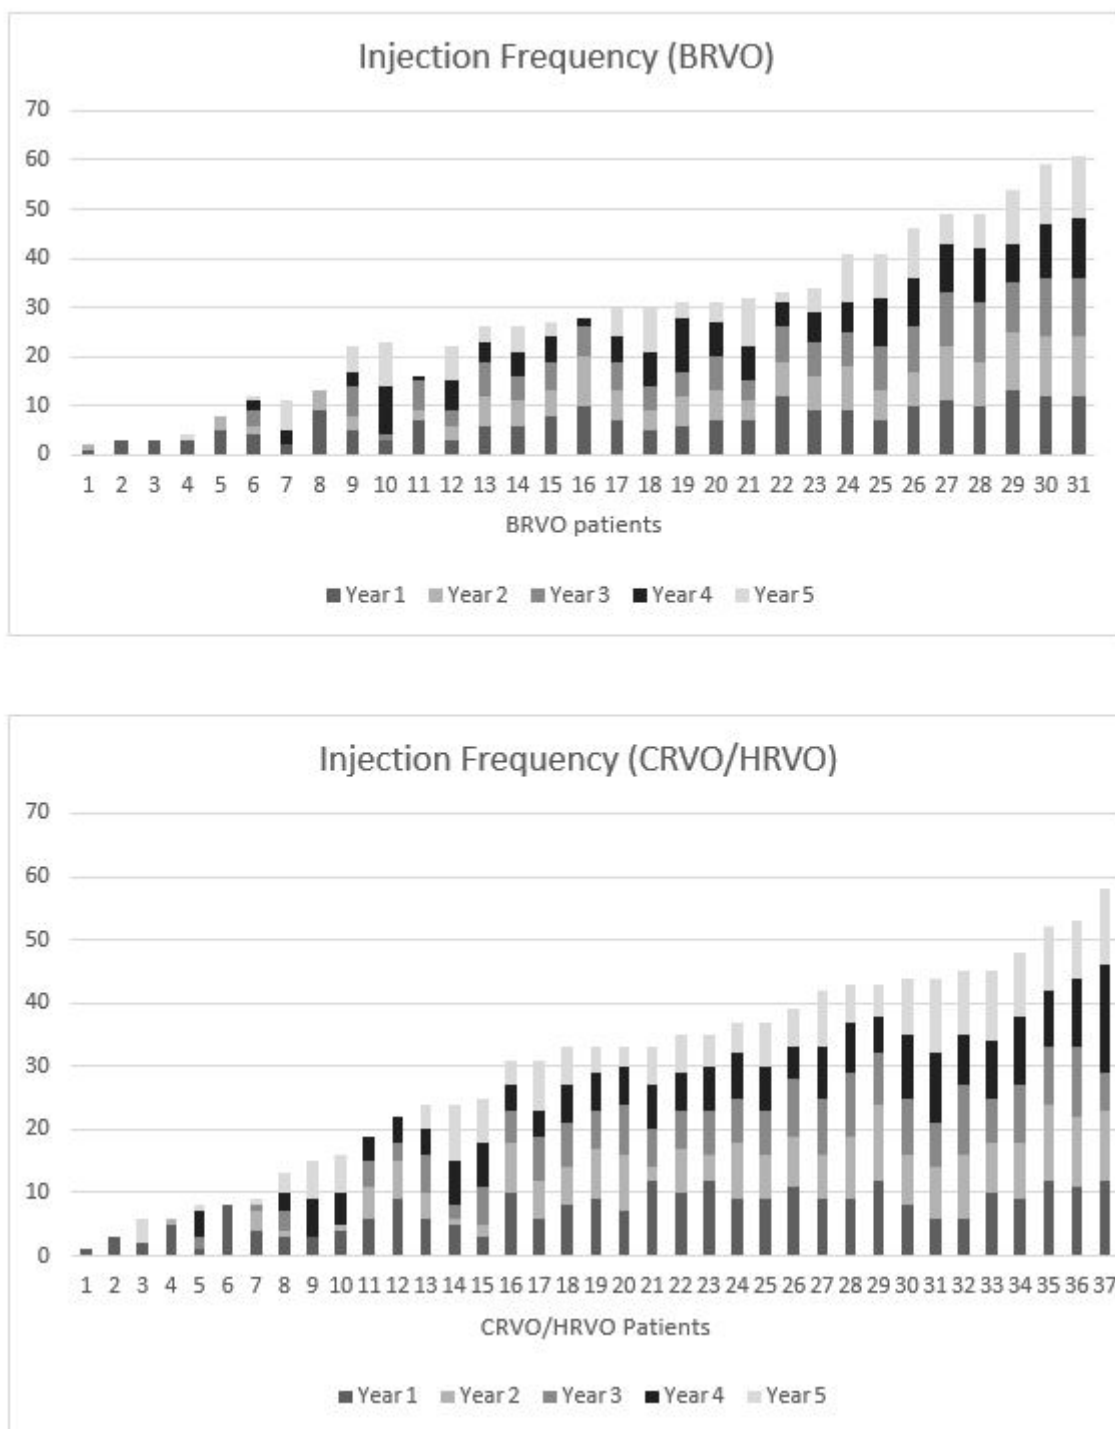 Injection Frequency (BRVO)
70
60
50
40
30
20
10
0
1 2 3 4 5 6 7 8 9 10 11 12 13 14 15 16 17 18 19 20 21 22 23 24 25 26 27 28 29 30 31
BRVO patients
Year 1 Year 2 Year 3 Year 4 Year 5
Injection Frequency (CRVO/HRVO)
70
60
50
40
30
20
10
0
1 2 3 4 5 6 7 8 9 10 11 12 13 14 15 16 17 18 19 20 21 22 23 24 25 26 27 28 29 30 31 32 33 34 35 36 37
CRVO/HRVO Patients
Year 1 Year 2 Year 3 Year 4 Year 5